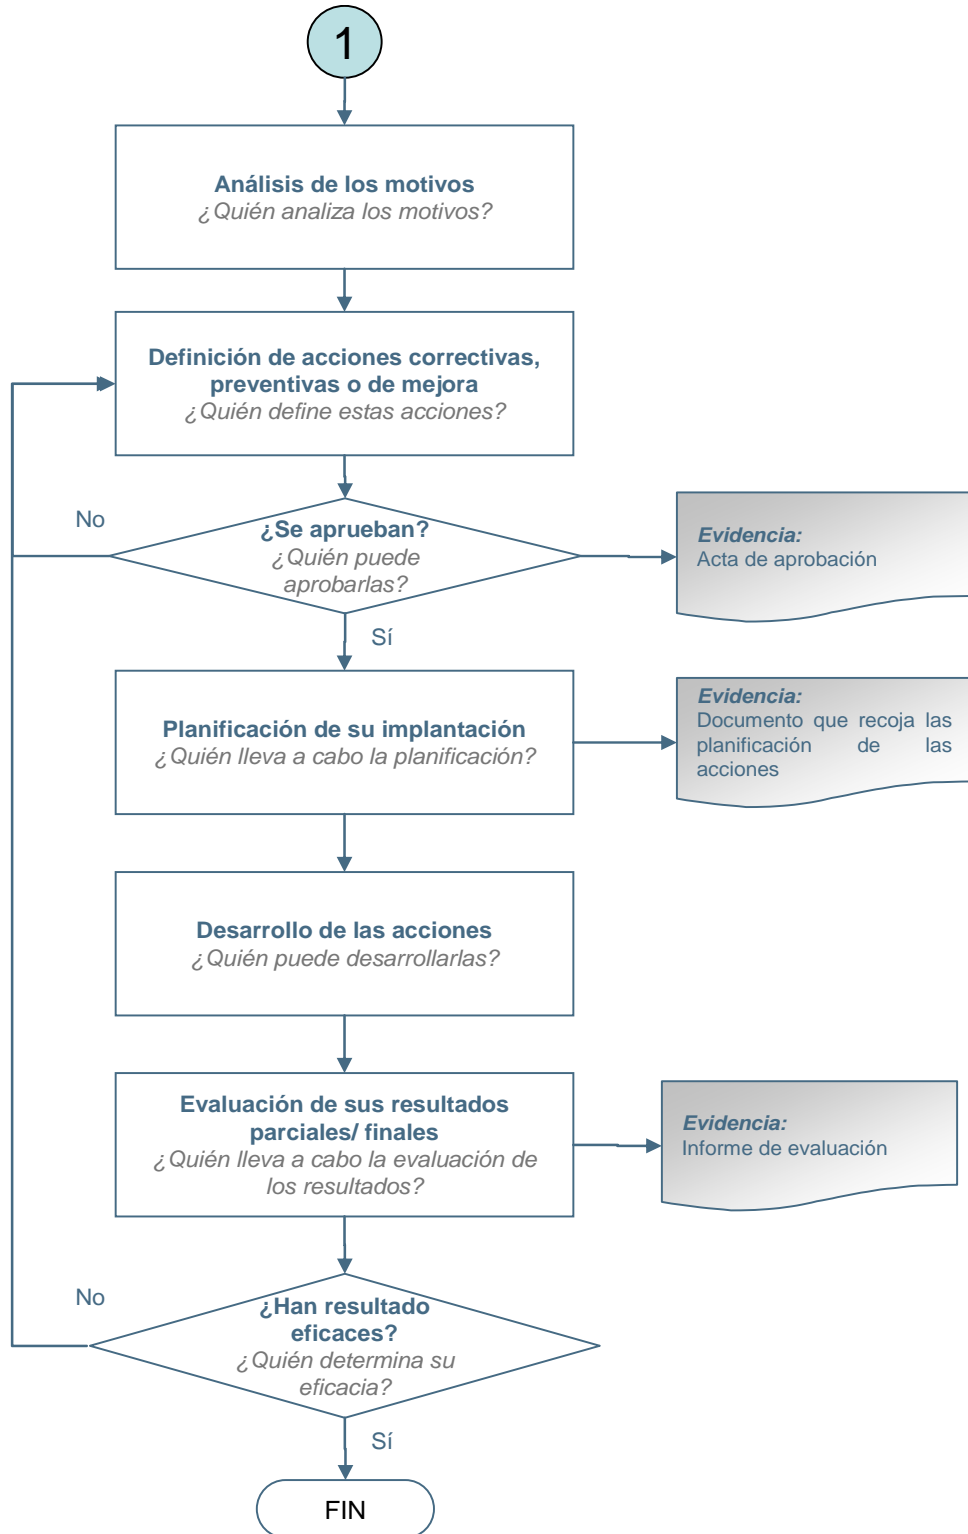 1
Análisis de los motivos
¿Quién analiza los motivos?
Definición de acciones correctivas,
preventivas o de mejora
¿Quién define estas acciones?
No
¿Se aprueban?
¿Quién puede
aprobarlas?
Evidencia:
Acta de aprobación
Sí
Planificación de su implantación
¿Quién lleva a cabo la planificación?
Evidencia:
Documento que recoja las
planificación de las
acciones
Desarrollo de las acciones
¿Quién puede desarrollarlas?
Evaluación de sus resultados
parciales/ finales
¿Quién lleva a cabo la evaluación de
los resultados?
Evidencia:
Informe de evaluación
No
¿Han resultado
eficaces?
¿Quién determina su
eficacia?
Sí
FIN